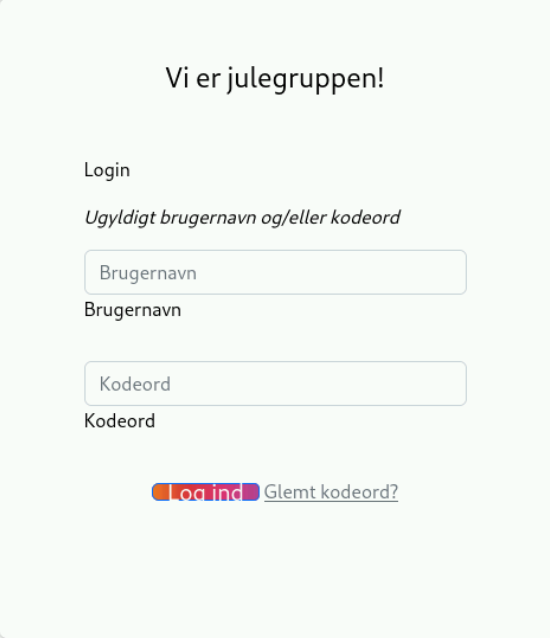 Vi er julegruppen!
Login
Ugyldigt brugernavn og/eller kodeord
Brugernavn
Brugernavn
Kodeord
Kodeord
Log ind Glemt kodeord?